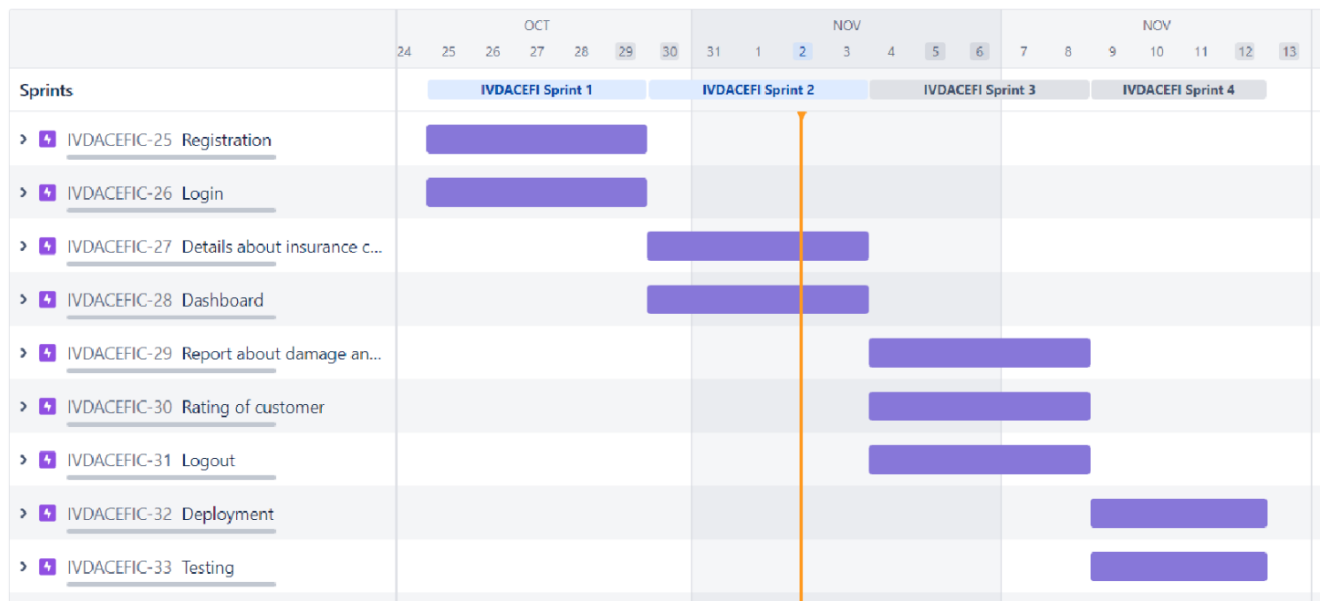 OCT NOV NOV
24 25 26 27 28 29 30 31 1 2 3 4 5 6 7 8 9 10 11 12 13
Sprints IVDACEFI Sprint 1 IVDACEFI Sprint 2 IVDACEFI Sprint 3 IVDACEFI Sprint 4
IVDACEFIC-25 Registration
IVDACEFIC-26 Login
IVDACEFIC-27 Details about insurance c...
IVDACEFIC-28 Dashboard
IVDACEFIC-29 Report about damage an...
IVDACEFIC-30 Rating of customer
IVDACEFIC-31 Logout
IVDACEFIC-32 Deployment
IVDACEFIC-33 Testing